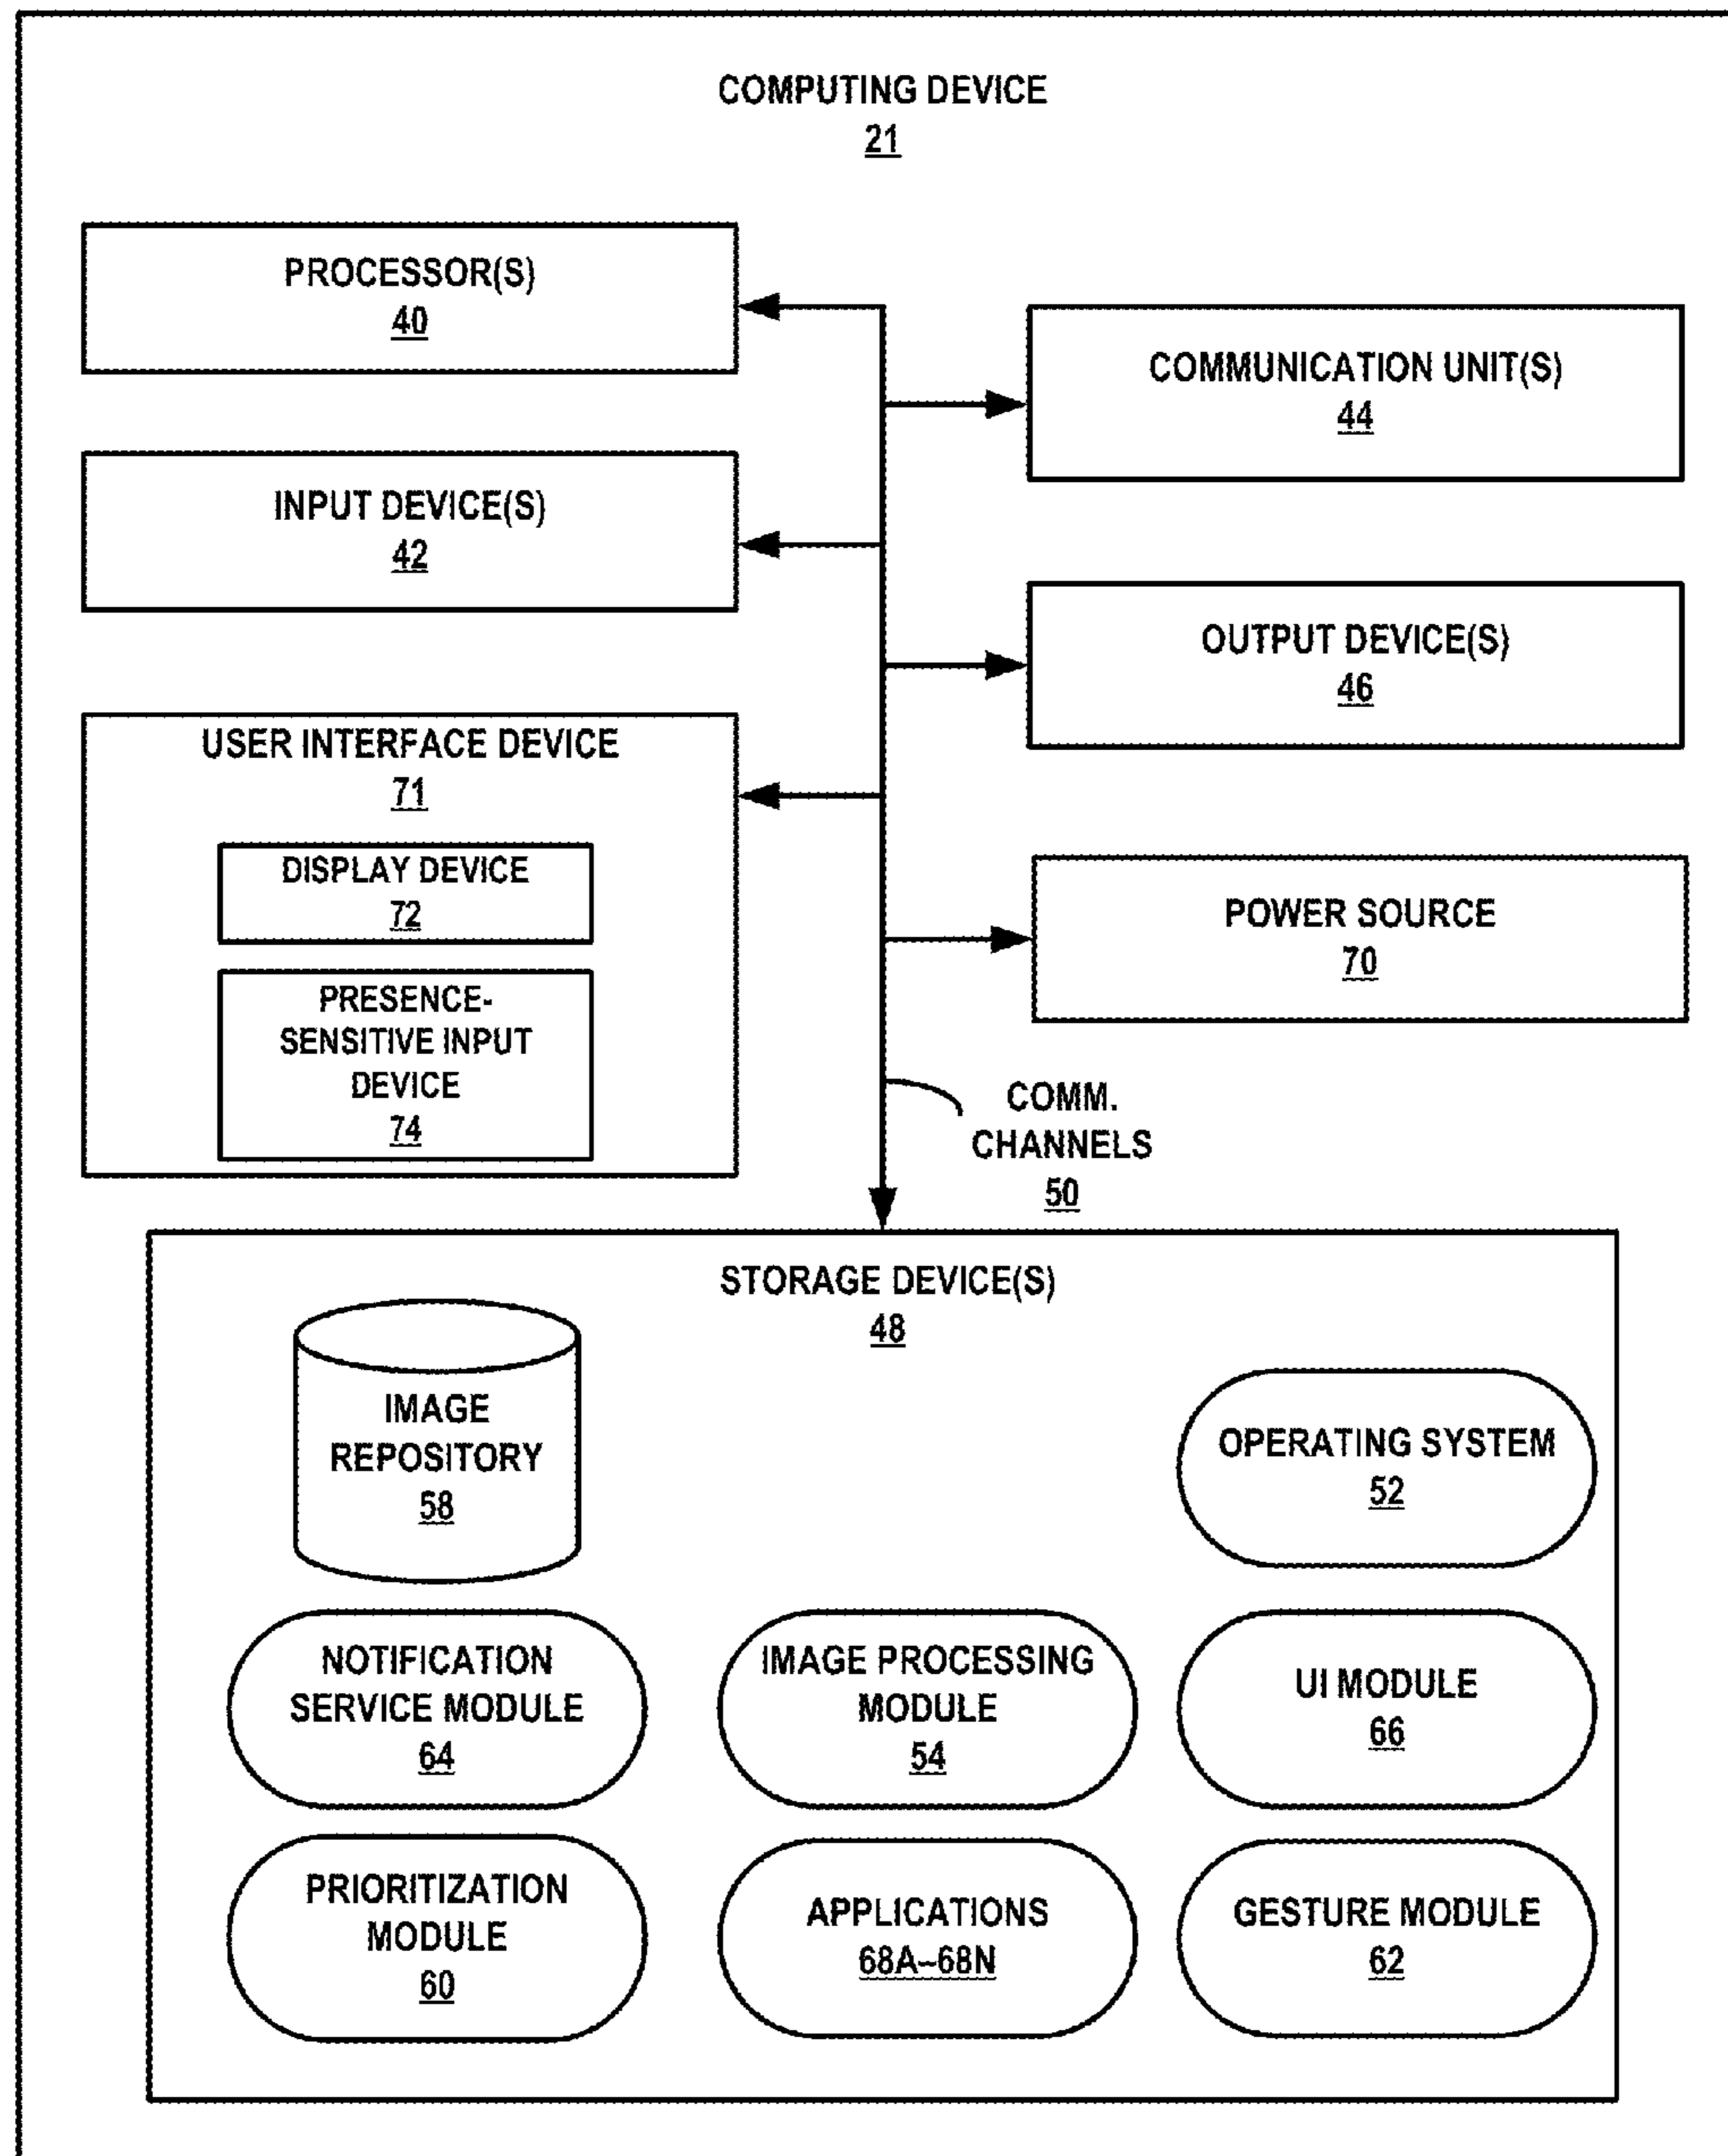 COMPUTING DEVICE
21
PROCESSOR(S)
40
COMMUNICATION UNIT(S)
44
INPUT DEVICE(S)
42
OUTPUT DEVICE(S)
46
USER INTERFACE DEVICE
71
DISPLAY DEVICE
72
PRESENCE-
SENSITIVE INPUT
DEVICE
74
POWER SOURCE
70
COMM.
CHANNELS
50
STORAGE DEVICE(S)
48
IMAGE
REPOSITORY
58
OPERATING SYSTEM
52
NOTIFICATION
SERVICE MODULE
64
IMAGE PROCESSING
MODULE
54
UI MODULE
66
PRIORITIZATION
MODULE
60
APPLICATIONS
68A–68N
GESTURE MODULE
62